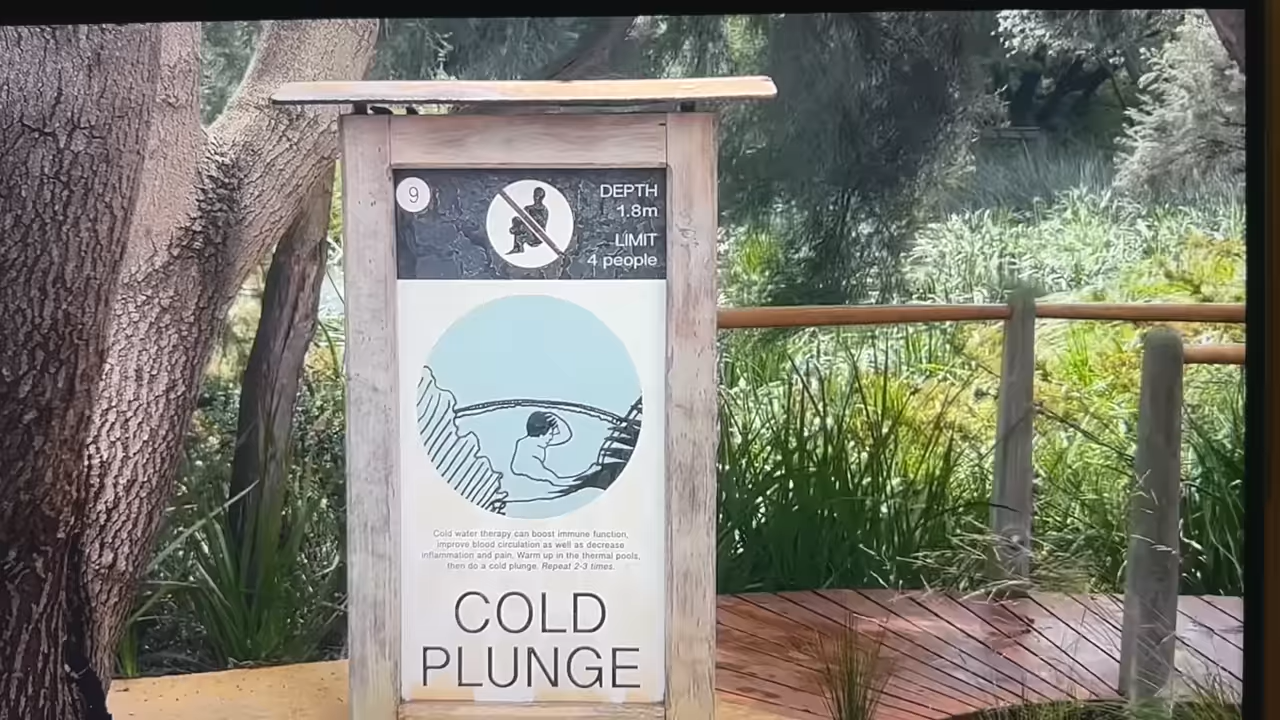 9
DEPTH
1.8m
LIMIT
4 people
Cold water therapy can boost immune function,
improve blood circulation as well as decrease
inflammation and pain. Warm up in the thermal pools,
then do a cold plunge. Repeat 2-3 times.
COLD
PLUNGE